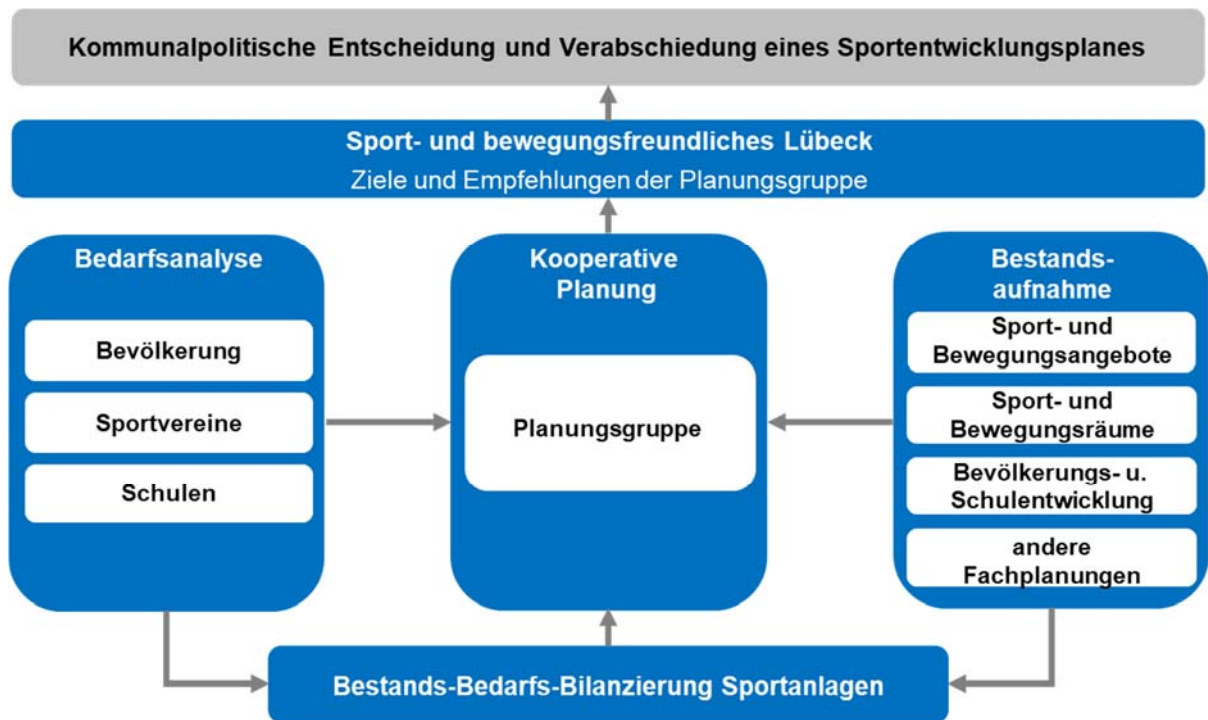 Kommunalpolitische Entscheidung und Verabschiedung eines Sportentwicklungsplanes
Sport- und bewegungsfreundliches Lübeck
Ziele und Empfehlungen der Planungsgruppe
Bedarfsanalyse
Bevölkerung
Sportvereine
Schulen
Kooperative
Planung
Planungsgruppe
Bestands-
aufnahme
Sport- und
Bewegungsangebote
Sport- und
Bewegungsräume
Bevölkerungs- u.
Schulentwicklung
andere
Fachplanungen
Bestands-Bedarfs-Bilanzierung Sportanlagen